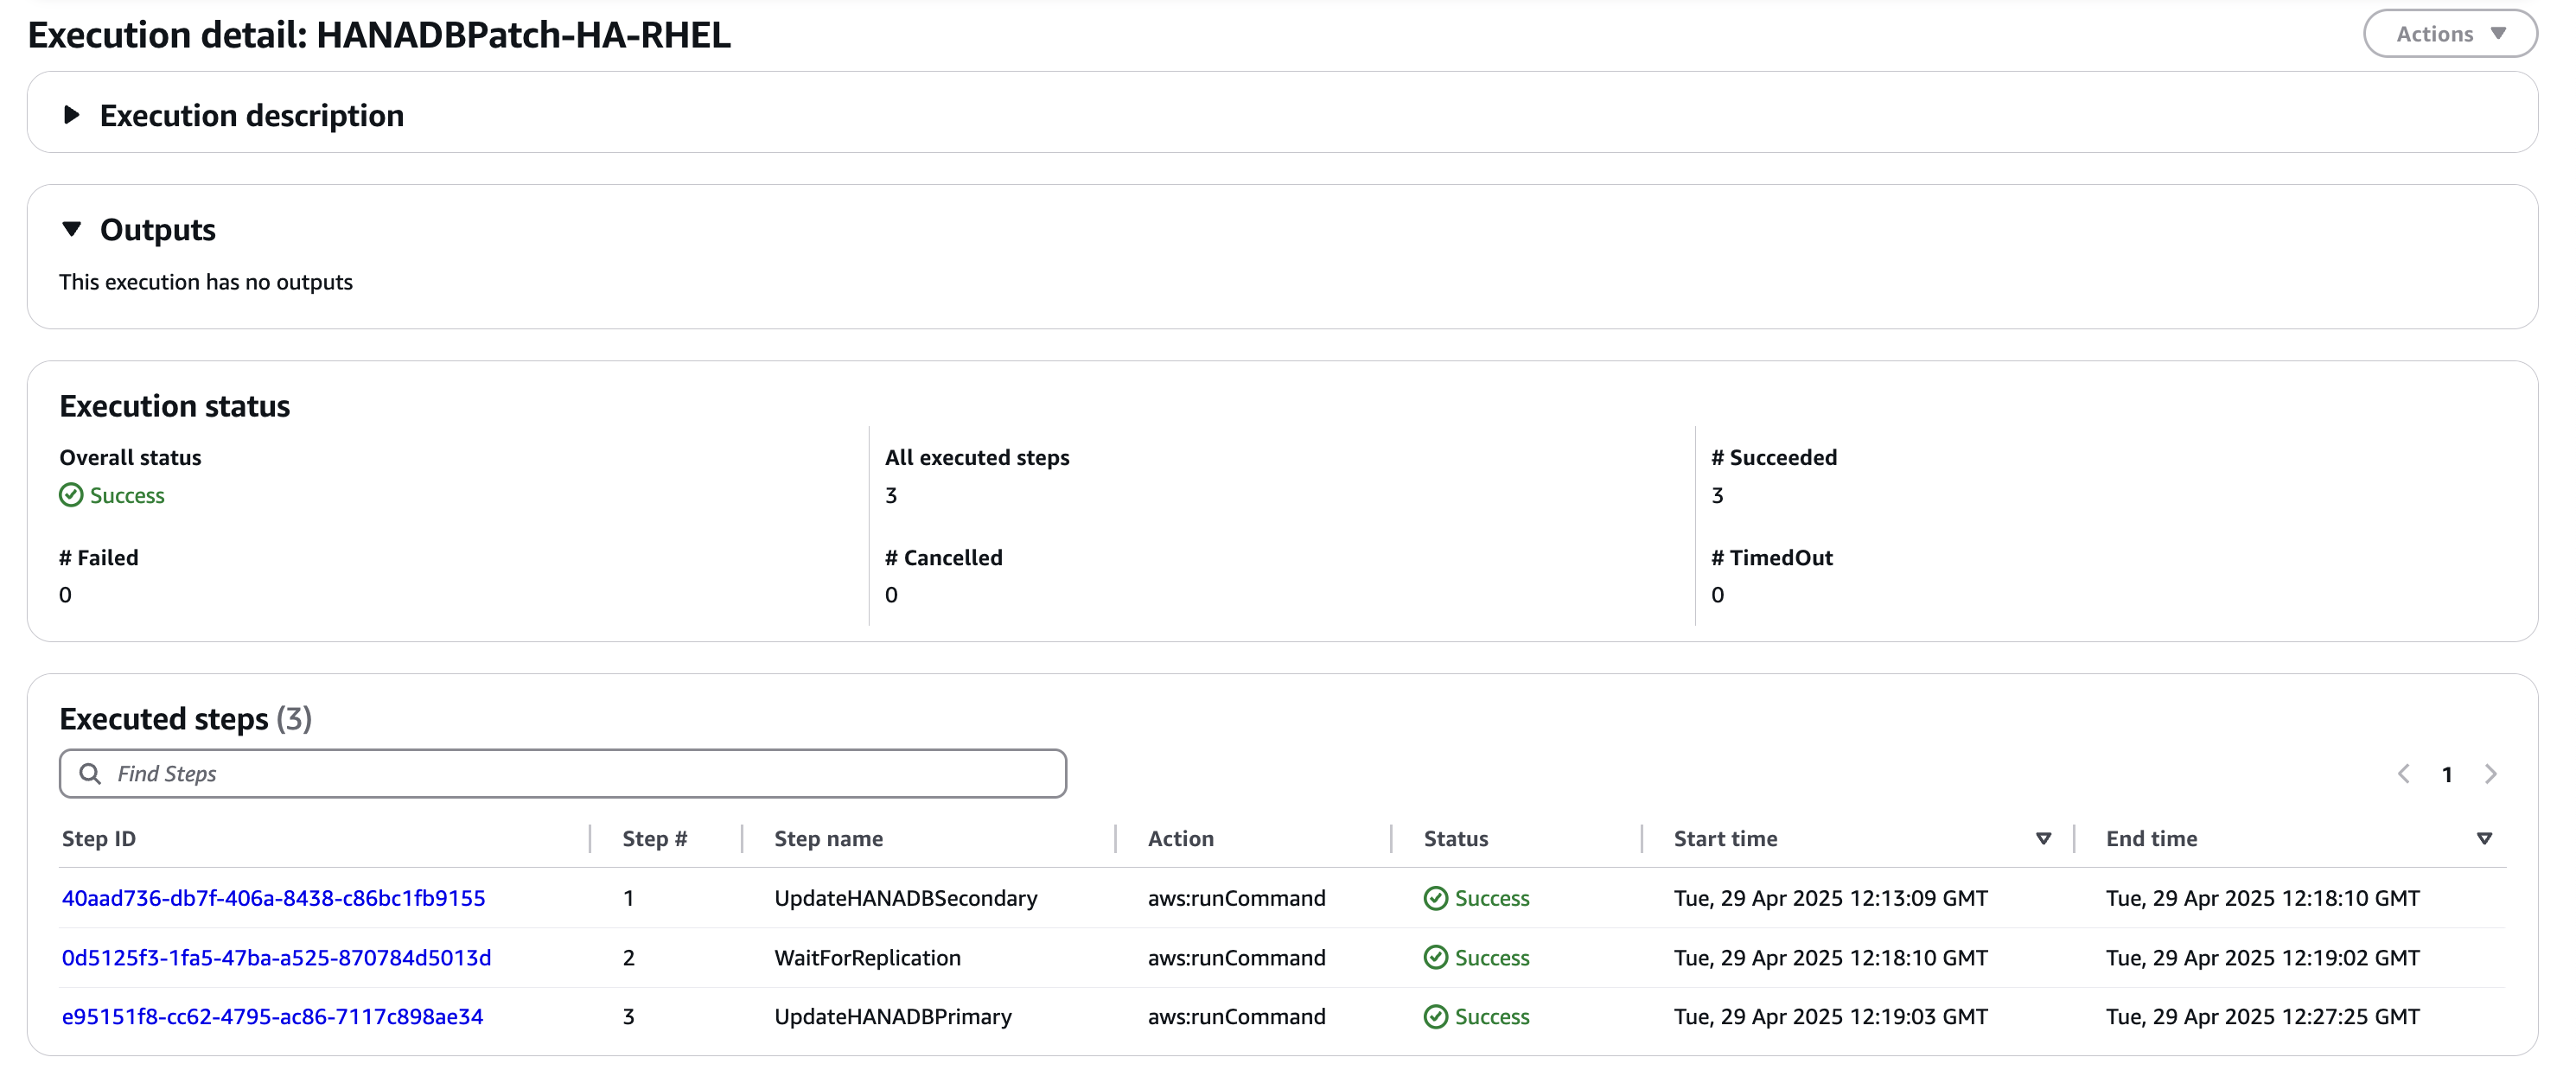 Execution detail: HANADBPatch-HA-RHEL
Actions
Execution description
Outputs
This execution has no outputs
Execution status
Overall status
Success
All executed steps
3
# Succeeded
3
# Failed
0
# Cancelled
0
# TimedOut
0
Executed steps (3)
Find Steps
1
Step ID Step # Step name Action Status Start time End time
40aad736-db7f-406a-8438-c86bc1fb9155 1 UpdateHANADBSecondary aws:runCommand Success Tue, 29 Apr 2025 12:13:09 GMT Tue, 29 Apr 2025 12:18:10 GMT
0d5125f3-1fa5-47ba-a525-870784d5013d 2 WaitForReplication aws:runCommand Success Tue, 29 Apr 2025 12:18:10 GMT Tue, 29 Apr 2025 12:19:02 GMT
e95151f8-cc62-4795-ac86-7117c898ae34 3 UpdateHANADBPrimary aws:runCommand Success Tue, 29 Apr 2025 12:19:03 GMT Tue, 29 Apr 2025 12:27:25 GMT